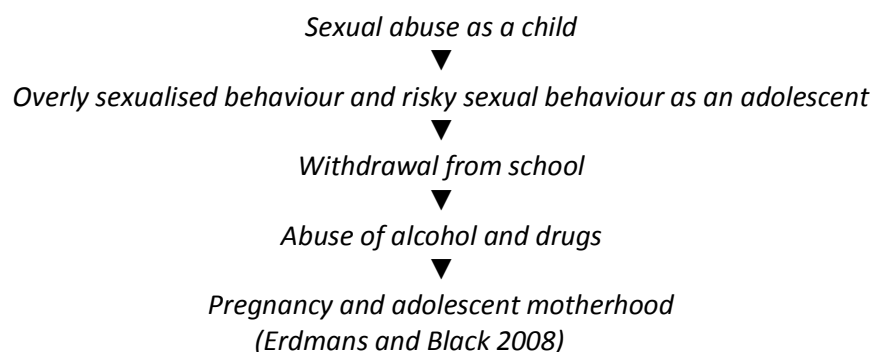 Sexual abuse as a child
Overly sexualised behaviour and risky sexual behaviour as an adolescent
Withdrawal from school
Abuse of alcohol and drugs
Pregnancy and adolescent motherhood
(Erdmans and Black 2008)